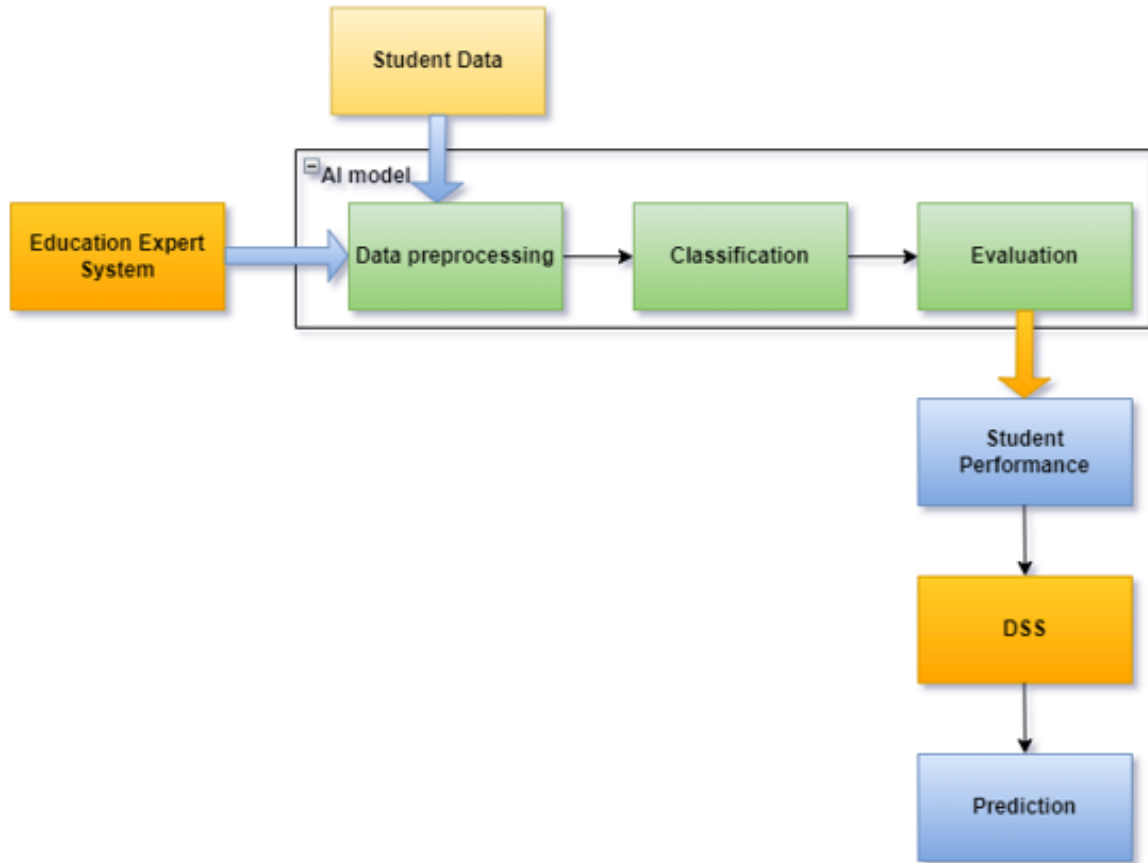 Student Data
AI model
Education Expert
System
Data preprocessing
Classification
Evaluation
Student
Performance
DSS
Prediction